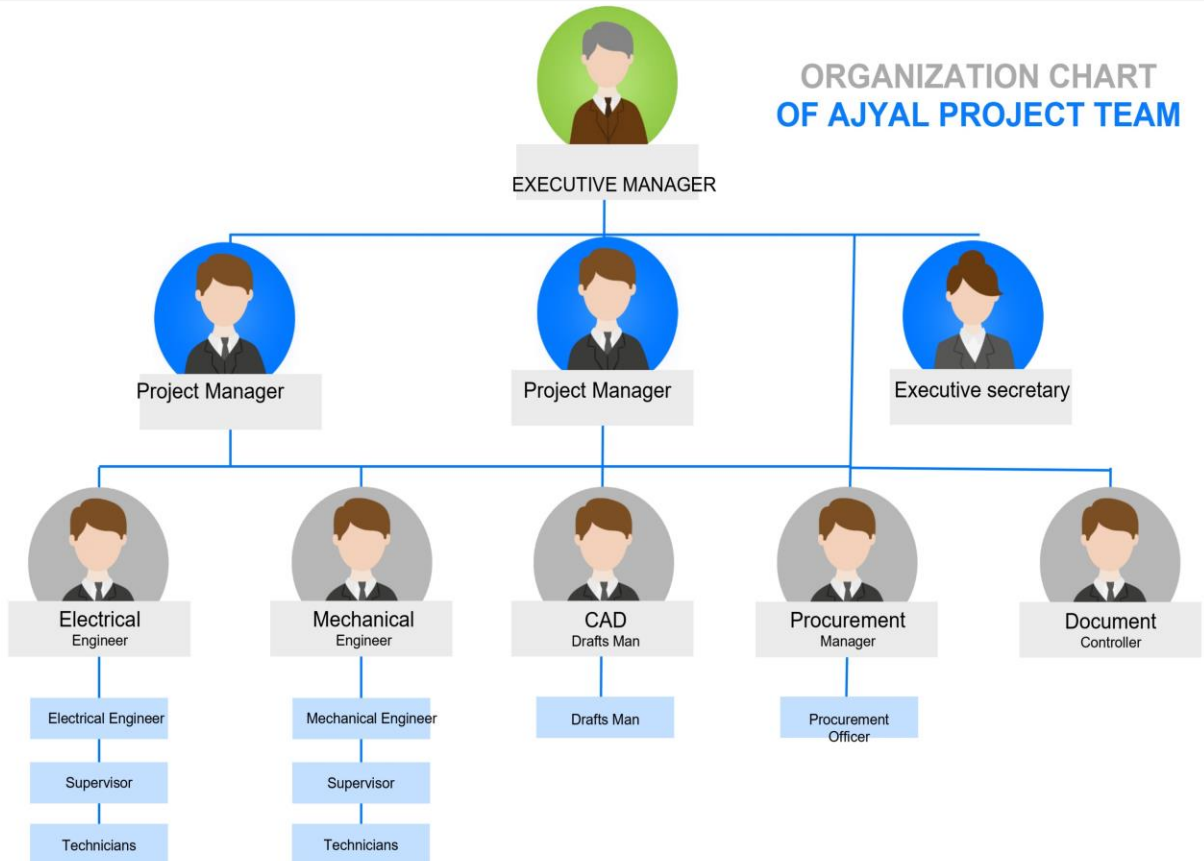 ORGANIZATION CHART
OF AJYAL PROJECT TEAM
EXECUTIVE MANAGER
Project Manager
Project Manager
Executive secretary
Electrical
Engineer
Mechanical
Engineer
CAD
Drafts Man
Procurement
Manager
Document
Controller
Electrical Engineer
Mechanical Engineer
Drafts Man
Procurement
Officer
Supervisor
Supervisor
Technicians
Technicians